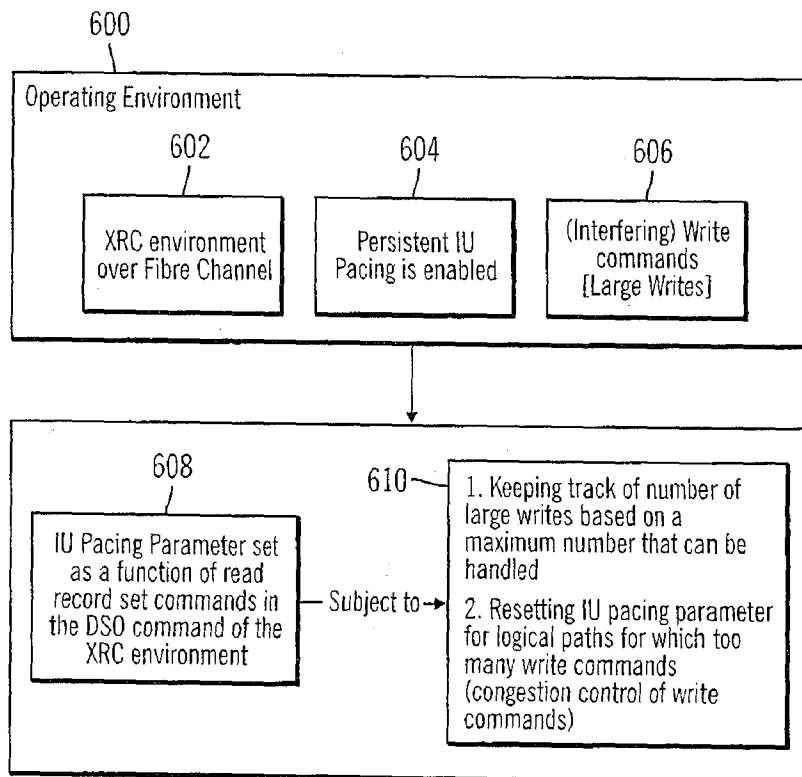 600
Operating Environment
602
604
606
XRC environment
over Fibre Channel
Persistent IU
Pacing is enabled
(Interfering) Write
commands
[Large Writes]
608
IU Pacing Parameter set
as a function of read
record set commands in
the DSO command of the
XRC environment
Subject to
610
1. Keeping track of number of
large writes based on a
maximum number that can be
handled
2. Resetting IU pacing parameter
for logical paths for which too
many write commands
(congestion control of write
commands)